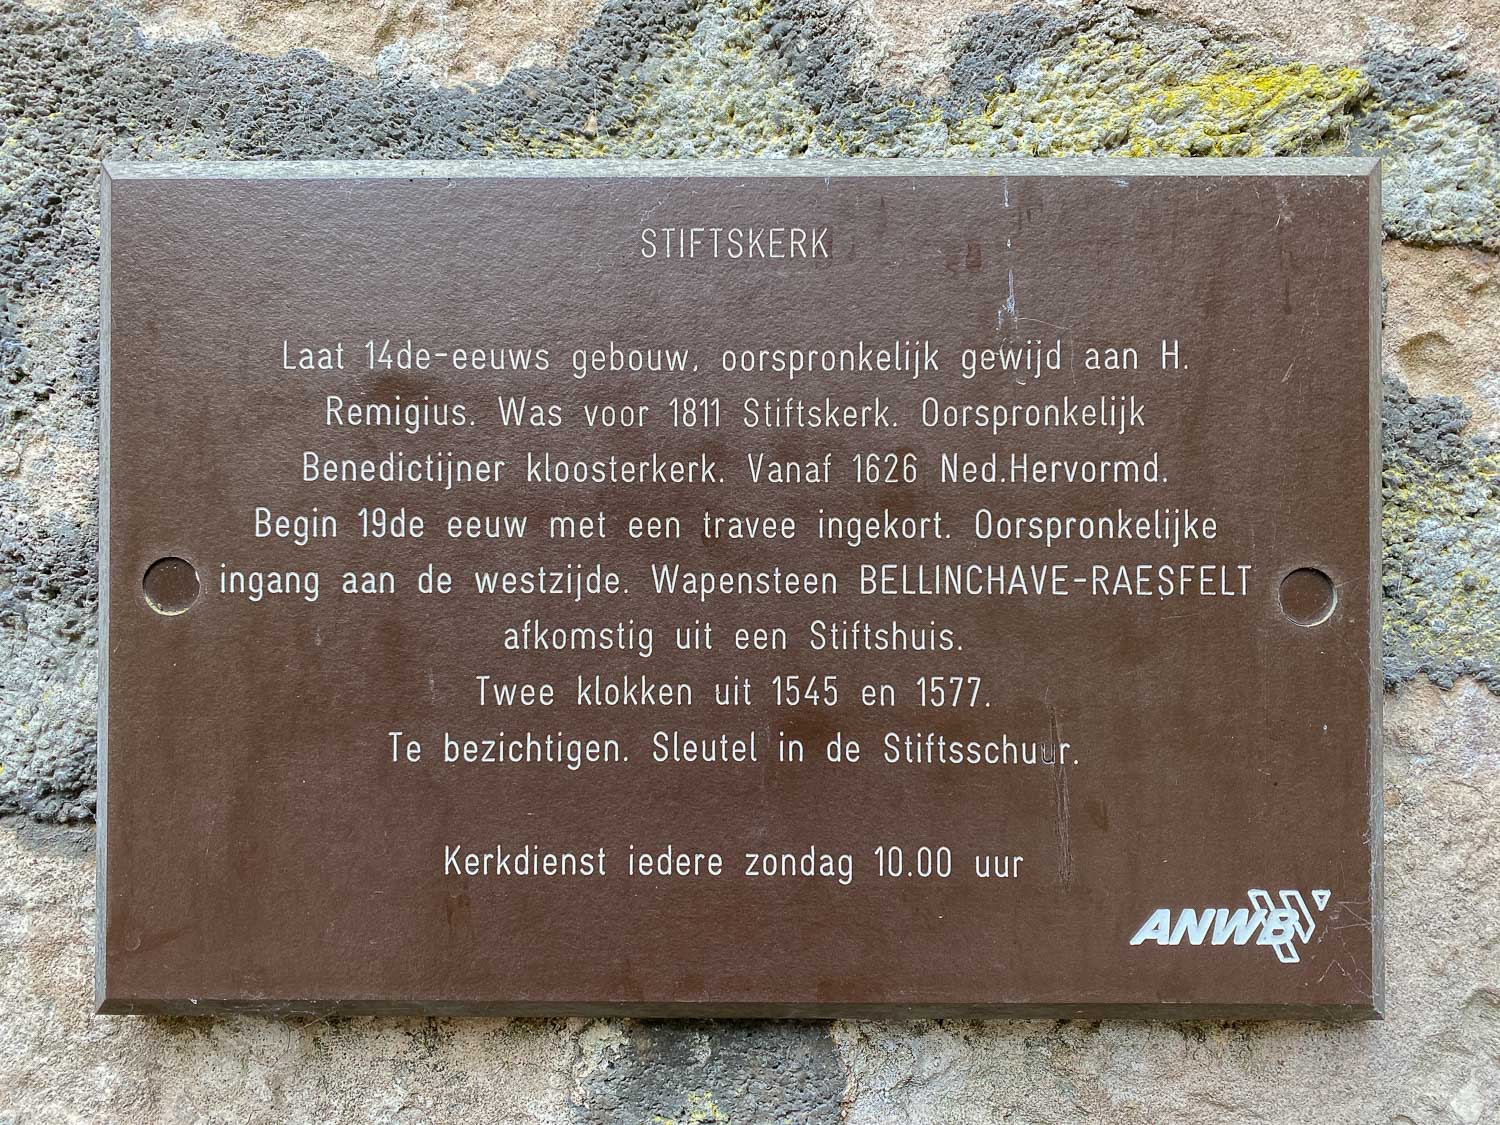 STIFTSKERK
Laat 14de-eeuws gebouw, oorspronkelijk gewijd aan H.
Remigius. Was voor 1811 Stiftskerk. Oorspronkelijk
Benedictijner kloosterkerk. Vanaf 1626 Ned.Hervormd.
Begin 19de eeuw met een travee ingekort. Oorspronkelijke
ingang aan de westzijde. Wapensteen BELLINCHAVE-RAESFELT
afkomstig uit een Stiftshuis.
Twee klokken uit 1545 en 1577.
Te bezichtigen. Sleutel in de Stiftsschuur.
Kerkdienst iedere zondag 10.00 uur
ANWB